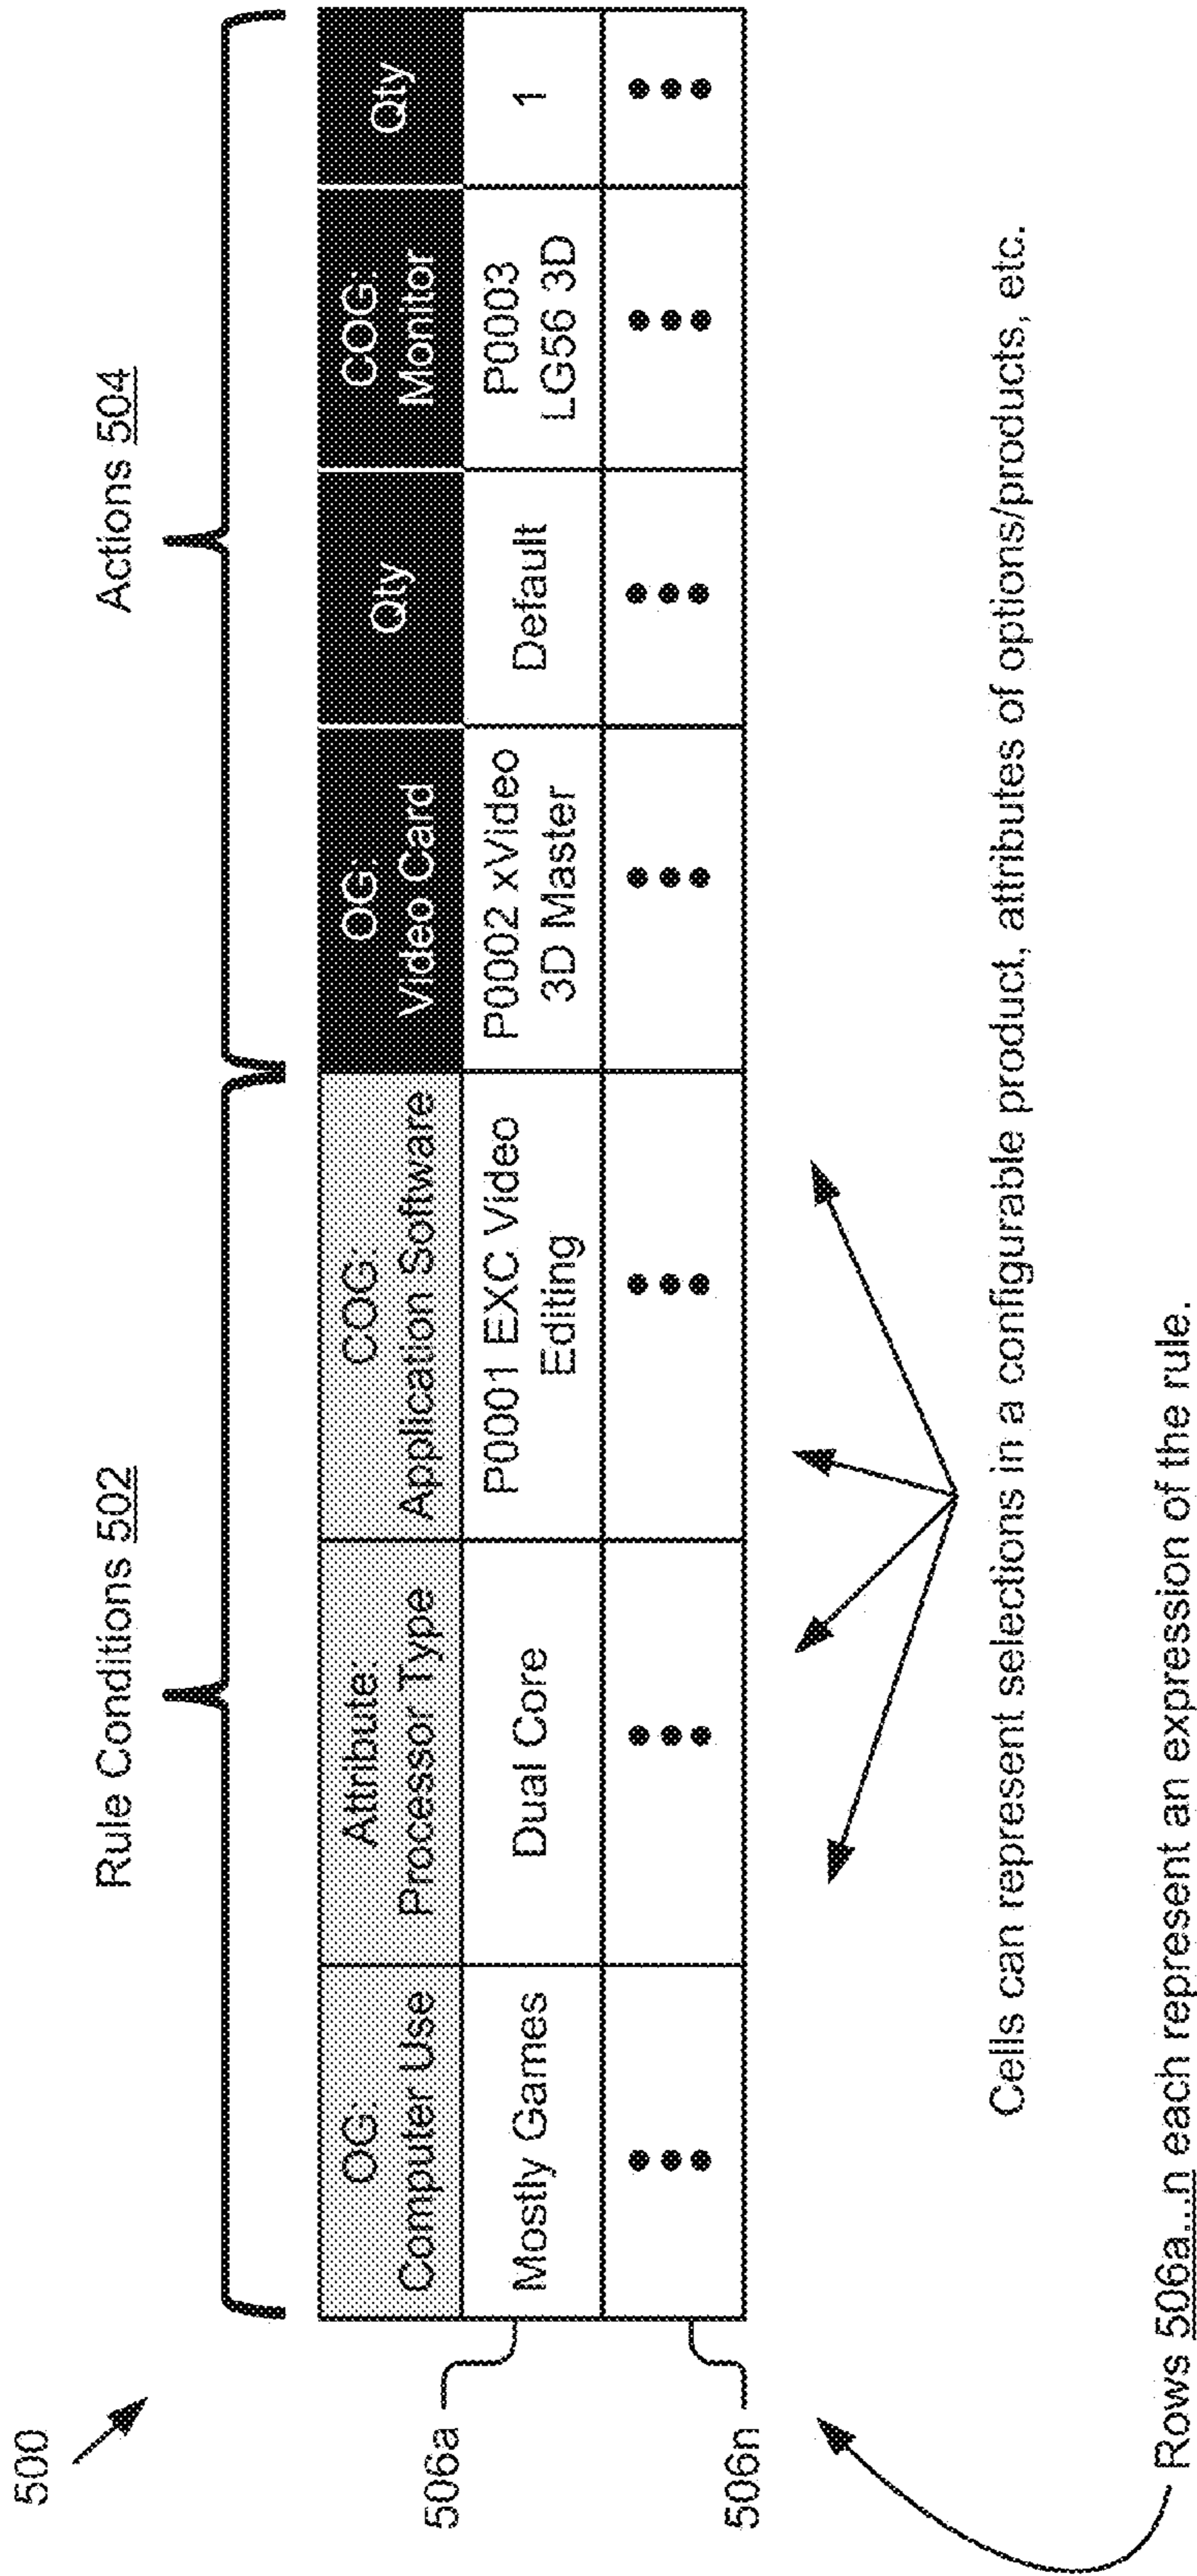 500
Rule Conditions 502
Actions 504
OG:
Computer Use
Attribute:
Processor Type
COG:
Application Software
OG:
Video Card
Qty
COG:
Monitor
Qty
506a
Mostly Games
Dual Core
P0001 EXC Video
Editing
P0002 xVideo
3D Master
Default
P0003
LG56 3D
1
506n
Cells can represent selections in a configurable product, attributes of options/products, etc.
Rows 506a...n each represent an expression of the rule.